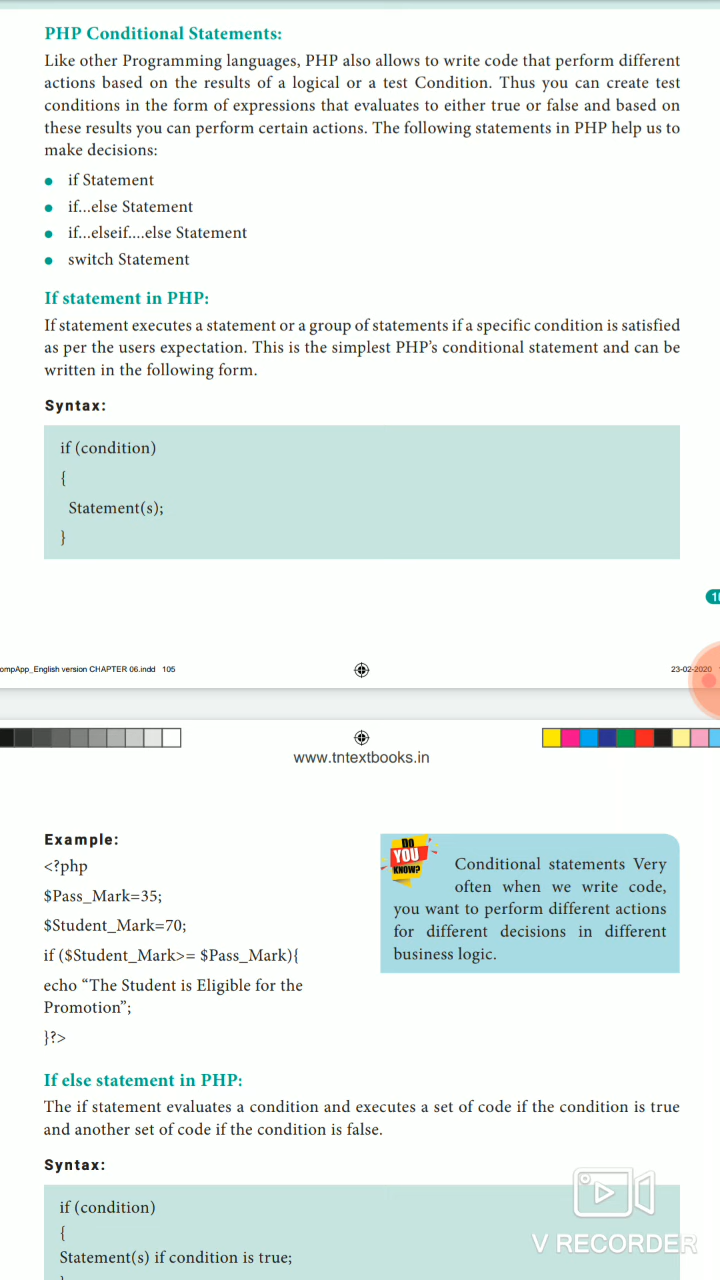 PHP Conditional Statements:
Like other Programming languages, PHP also allows to write code that perform different
actions based on the results of a logical or a test Condition. Thus you can create test
conditions in the form of expressions that evaluates to either true or false and based on
these results you can perform certain actions. The following statements in PHP help us to
make decisions:
• if Statement
• if...else Statement
• if...elseif....else Statement
• switch Statement
If statement in PHP:
If statement executes a statement or a group of statements if a specific condition is satisfied
as per the users expectation. This is the simplest PHP's conditional statement and can be
written in the following form.
Syntax:
if (condition)
{
Statement(s);
}
ompApp_English version CHAPTER 06.indd 105
23-02-2020
www.tntextbooks.in
Example:
<?php
$Pass_Mark=35;
$Student_Mark=70;
if ($Student_Mark>= $Pass_Mark){
echo “The Student is Eligible for the
Promotion”;
}?>
DO
YOU
KNOW?
Conditional statements Very
often when we write code,
you want to perform different actions
for different decisions in different
business logic.
If else statement in PHP:
The if statement evaluates a condition and executes a set of code if the condition is true
and another set of code if the condition is false.
Syntax:
if (condition)
{
Statement(s) if condition is true;
V RECORDER